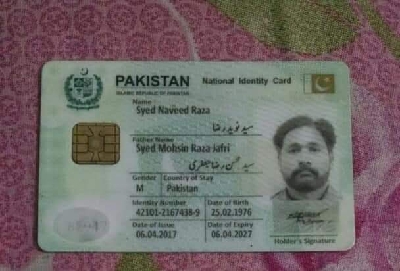 PAKISTAN National Identity Card
ISLAMIC REPUBLIC OF PAKISTAN
Name
Syed Naveed Raza
سید نوید رضا
Father Name
Syed Mohsin Raza Jafri
سید محسن رضا جعفری
Gender Country of Stay
M Pakistan
Identity Number Date of Birth
42101-2167438-9 25.02.1976
Date of Issue Date of Expiry
06.04.2017 06.04.2027
Holder's Signature